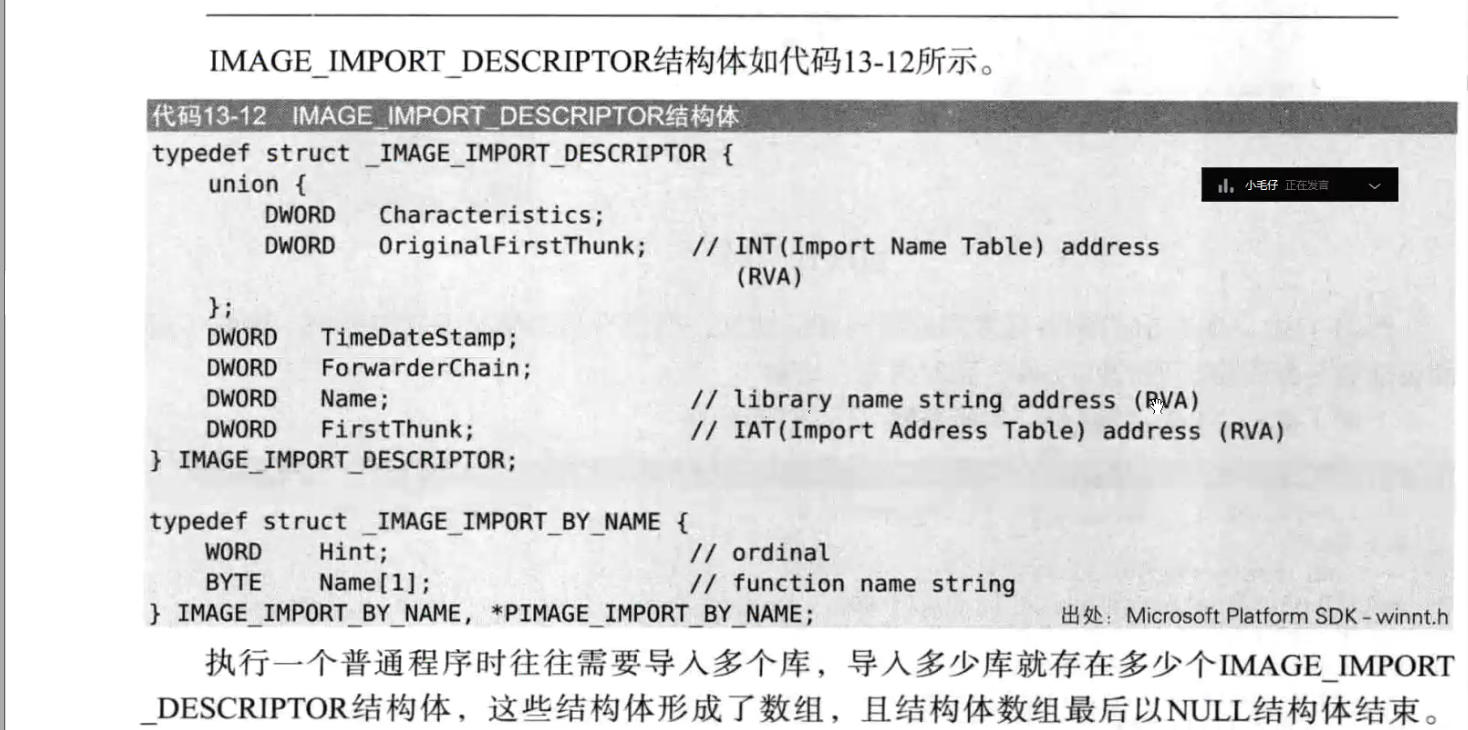 IMAGE_IMPORT_DESCRIPTOR结构体如代码13-12所示。
代码13-12 IMAGE_IMPORT_DESCRIPTOR结构体
typedef struct _IMAGE_IMPORT_DESCRIPTOR {
union {
DWORD Characteristics;
DWORD OriginalFirstThunk; // INT(Import Name Table) address
(RVA)
};
DWORD TimeDateStamp;
DWORD ForwarderChain;
DWORD Name; // library name string address (RVA)
DWORD FirstThunk; // IAT(Import Address Table) address (RVA)
} IMAGE_IMPORT_DESCRIPTOR;
typedef struct _IMAGE_IMPORT_BY_NAME {
WORD Hint; // ordinal
BYTE Name[1]; // function name string
} IMAGE_IMPORT_BY_NAME, *PIMAGE_IMPORT_BY_NAME;
出处：Microsoft Platform SDK - winnt.h
执行一个普通程序时往往需要导入多个库，导入多少库就存在多少个IMAGE_IMPORT
_DESCRIPTOR结构体，这些结构体形成了数组，且结构体数组最后以NULL结构体结束。
小毛仔 正在发言